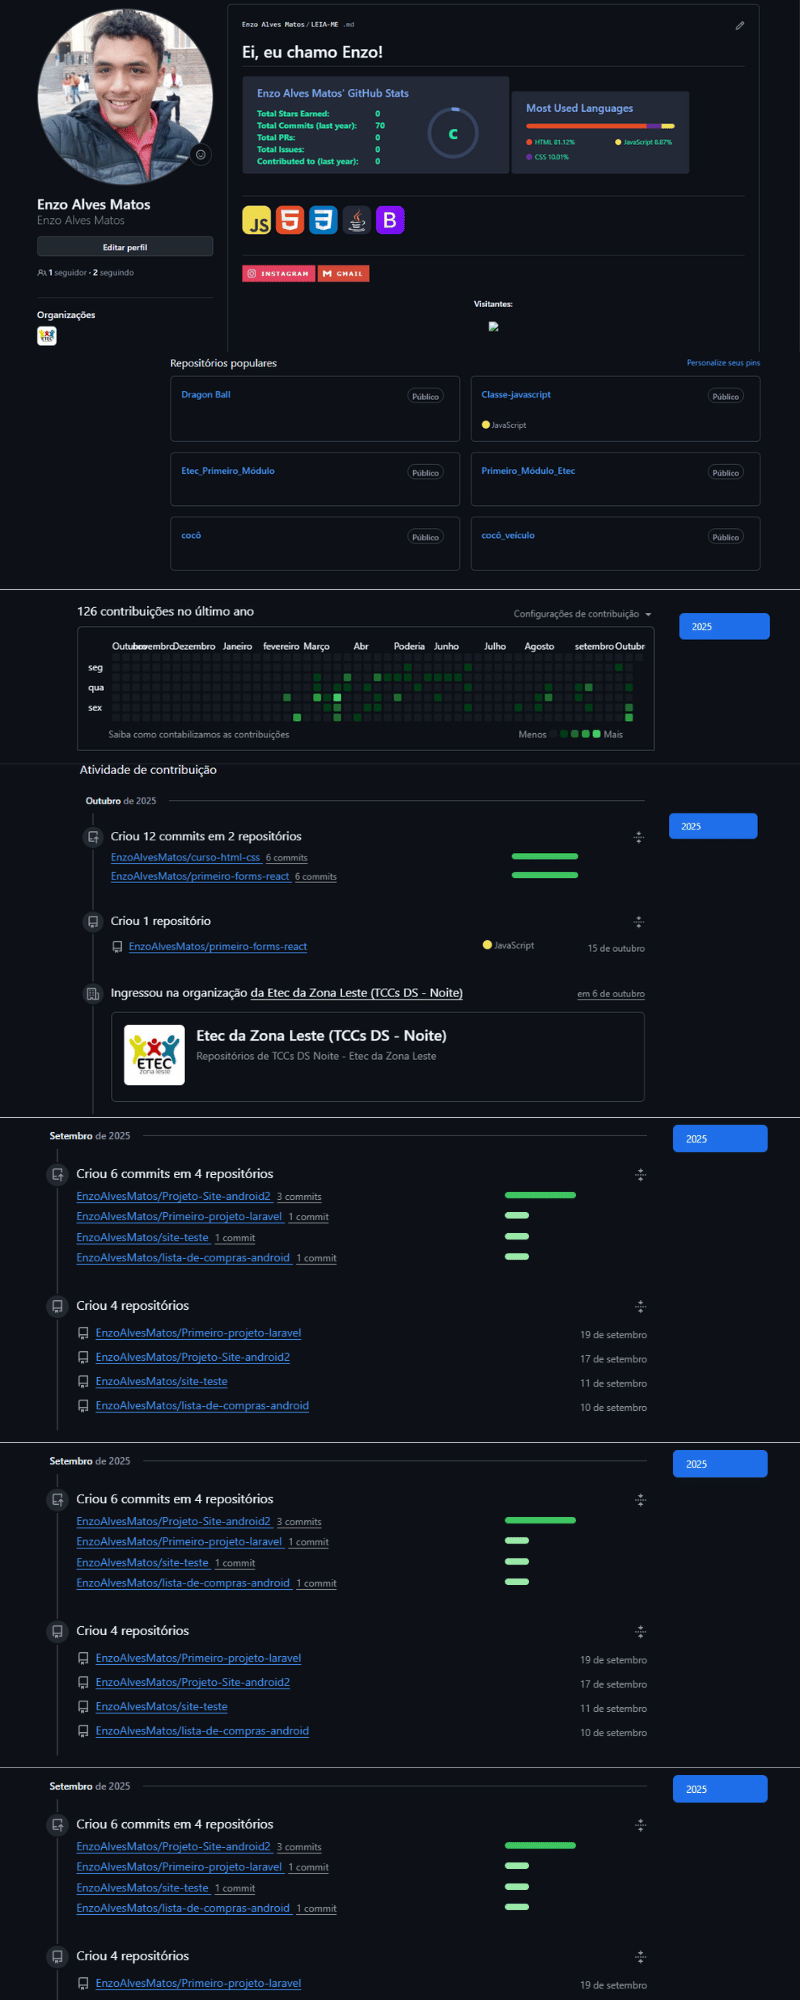 Enzo Alves Matos / LEIA-ME .md
Ei, eu chamo Enzo!
Enzo Alves Matos' GitHub Stats
Total Stars Earned: 0
Total Commits (last year): 70
Total PRs: 0
Total Issues: 0
Contributed to (last year): 0
C
Most Used Languages
HTML 81.12%
JavaScript 8.87%
CSS 10.01%
JS
5
3
B
INSTAGRAM
GMAIL
Visitantes:
Enzo Alves Matos
Enzo Alves Matos
Editar perfil
1 seguidor · 2 seguindo
Organizações
Repositórios populares
Personalize seus pins
Dragon Ball Público
Classe-javascript Público
JavaScript
Etec_Primeiro_Módulo Público
Primeiro_Módulo_Etec Público
cocô Público
cocô_veículo Público
126 contribuições no último ano
Configurações de contribuição
2025
Outubro Dezembro Janeiro fevereiro Março Abr Poderia Junho Julho Agosto setembro Outubr
seg
qua
sex
Saiba como contabilizamos as contribuições
Menos Mais
Atividade de contribuição
Outubro de 2025
2025
Criou 12 commits em 2 repositórios
EnzoAlvesMatos/curso-html-css 6 commits
EnzoAlvesMatos/primeiro-forms-react 6 commits
Criou 1 repositório
EnzoAlvesMatos/primeiro-forms-react JavaScript 15 de outubro
Ingressou na organização da Etec da Zona Leste (TCCs DS - Noite) em 6 de outubro
ETEC
zona leste
Etec da Zona Leste (TCCs DS - Noite)
Repositórios de TCCs DS Noite - Etec da Zona Leste
Setembro de 2025
2025
Criou 6 commits em 4 repositórios
EnzoAlvesMatos/Projeto-Site-android2 3 commits
EnzoAlvesMatos/Primeiro-projeto-laravel 1 commit
EnzoAlvesMatos/site-teste 1 commit
EnzoAlvesMatos/lista-de-compras-android 1 commit
Criou 4 repositórios
EnzoAlvesMatos/Primeiro-projeto-laravel 19 de setembro
EnzoAlvesMatos/Projeto-Site-android2 17 de setembro
EnzoAlvesMatos/site-teste 11 de setembro
EnzoAlvesMatos/lista-de-compras-android 10 de setembro
Setembro de 2025
2025
Criou 6 commits em 4 repositórios
EnzoAlvesMatos/Projeto-Site-android2 3 commits
EnzoAlvesMatos/Primeiro-projeto-laravel 1 commit
EnzoAlvesMatos/site-teste 1 commit
EnzoAlvesMatos/lista-de-compras-android 1 commit
Criou 4 repositórios
EnzoAlvesMatos/Primeiro-projeto-laravel 19 de setembro
EnzoAlvesMatos/Projeto-Site-android2 17 de setembro
EnzoAlvesMatos/site-teste 11 de setembro
EnzoAlvesMatos/lista-de-compras-android 10 de setembro
Setembro de 2025
2025
Criou 6 commits em 4 repositórios
EnzoAlvesMatos/Projeto-Site-android2 3 commits
EnzoAlvesMatos/Primeiro-projeto-laravel 1 commit
EnzoAlvesMatos/site-teste 1 commit
EnzoAlvesMatos/lista-de-compras-android 1 commit
Criou 4 repositórios
EnzoAlvesMatos/Primeiro-projeto-laravel 19 de setembro